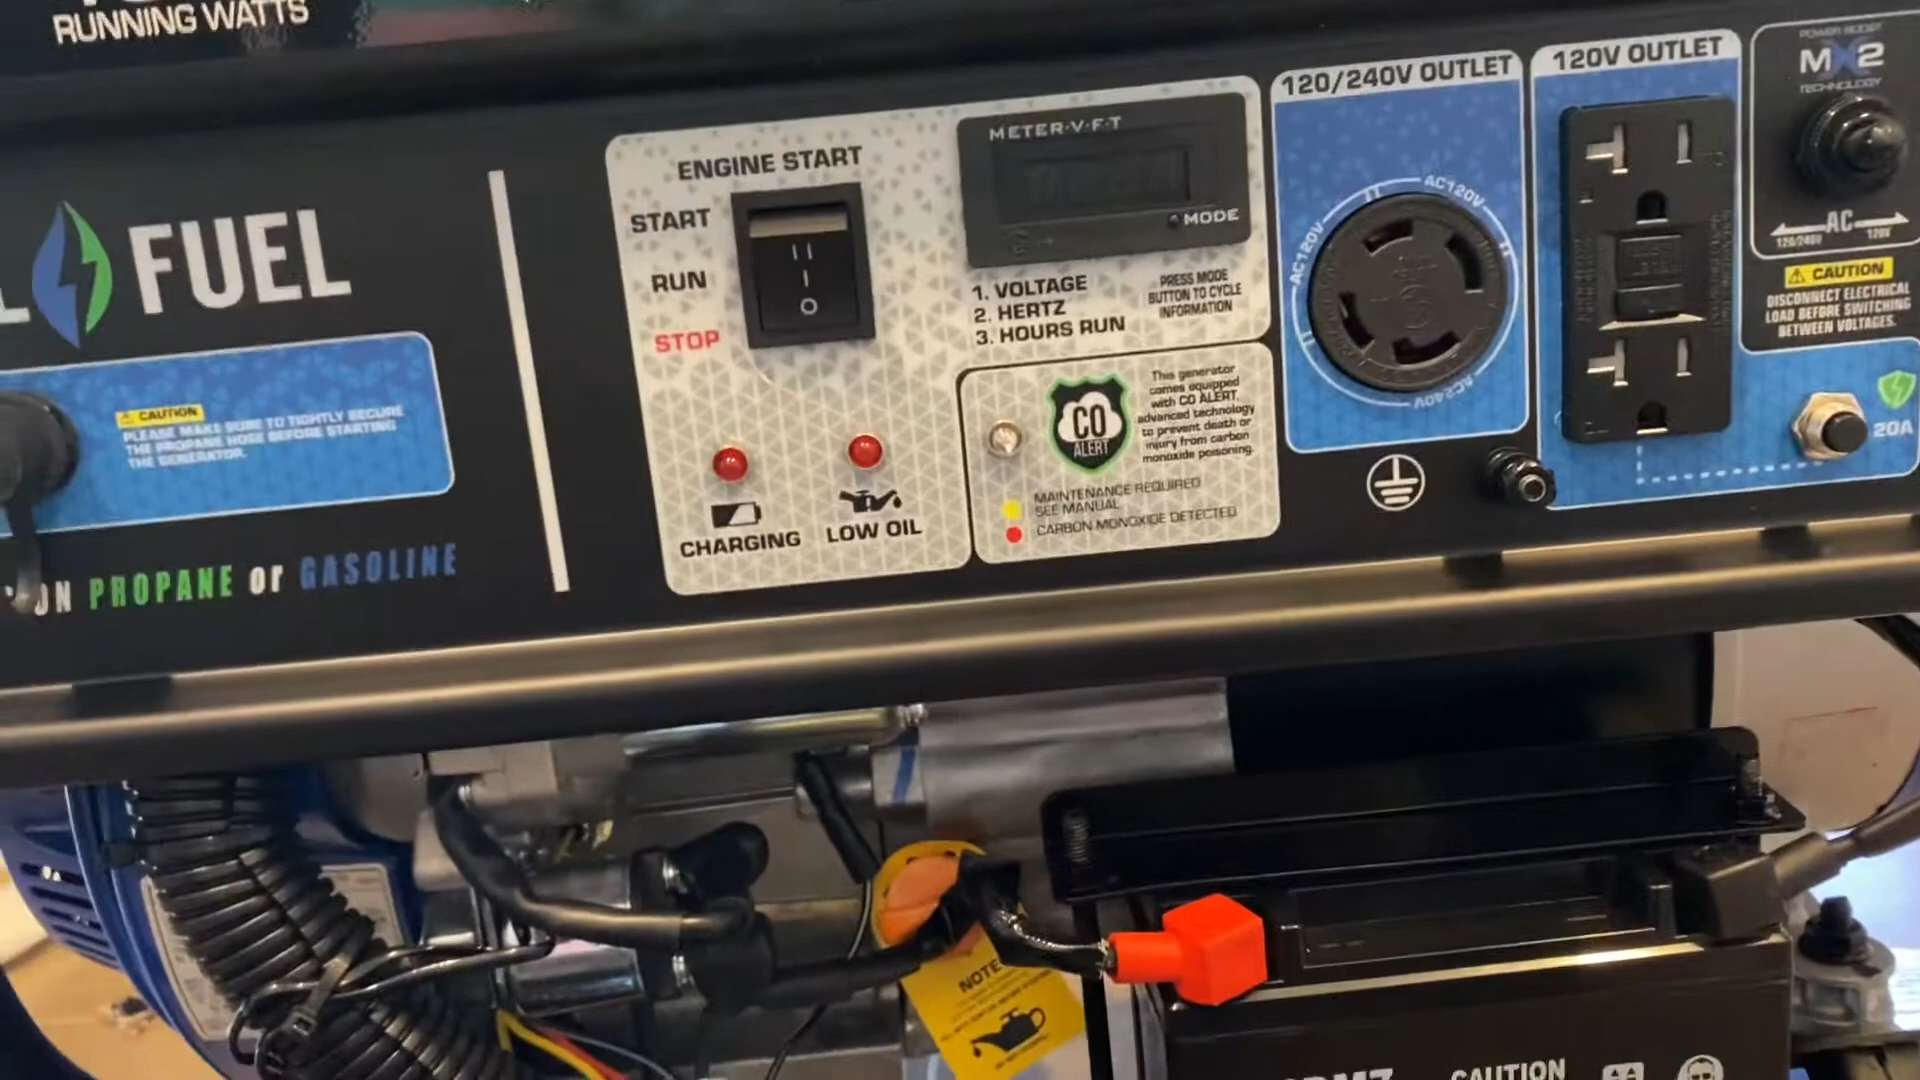 RUNNING WATTS
L FUEL
CAUTION
PLEASE MAKE SURE TO TIGHTLY SECURE
THE PROPANE HOSE BEFORE STARTING
THE GENERATOR.
ON PROPANE or GASOLINE
ENGINE START
START
RUN
STOP
II
I
O
CHARGING
LOW OIL
METER·V·F·T
MODE
1. VOLTAGE
2. HERTZ
3. HOURS RUN
PRESS MODE
BUTTON TO CYCLE
INFORMATION
CO
ALERT
This generator
comes equipped
with CO ALERT,
advanced technology
to prevent death or
injury from carbon
monoxide poisoning.
MAINTENANCE REQUIRED
SEE MANUAL
CARBON MONOXIDE DETECTED
120/240V OUTLET
AC120V
AC120V
AC240V
120V OUTLET
POWER BOOST
MX2
TECHNOLOGY
AC
120/240V
120V
CAUTION
DISCONNECT ELECTRICAL
LOAD BEFORE SWITCHING
BETWEEN VOLTAGES.
20A
NOTE
CAUTION